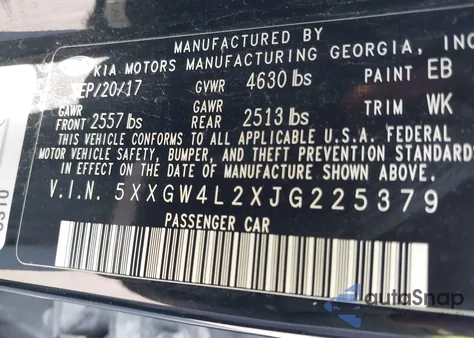 MANUFACTURED BY
KIA MOTORS MANUFACTURING GEORGIA, INC
SEP/20/17 GVWR 4630 lbs PAINT EB
GAWR FRONT 2557 lbs GAWR REAR 2513 lbs TRIM WK
THIS VEHICLE CONFORMS TO ALL APPLICABLE U.S.A. FEDERAL
MOTOR VEHICLE SAFETY, BUMPER, AND THEFT PREVENTION STANDARDS
IN EFFECT ON THE DATE OF MANUFACTURE SHOWN ABOVE.
V.I.N. 5XXGW4L2XJG225379
PASSENGER CAR
autoSnap